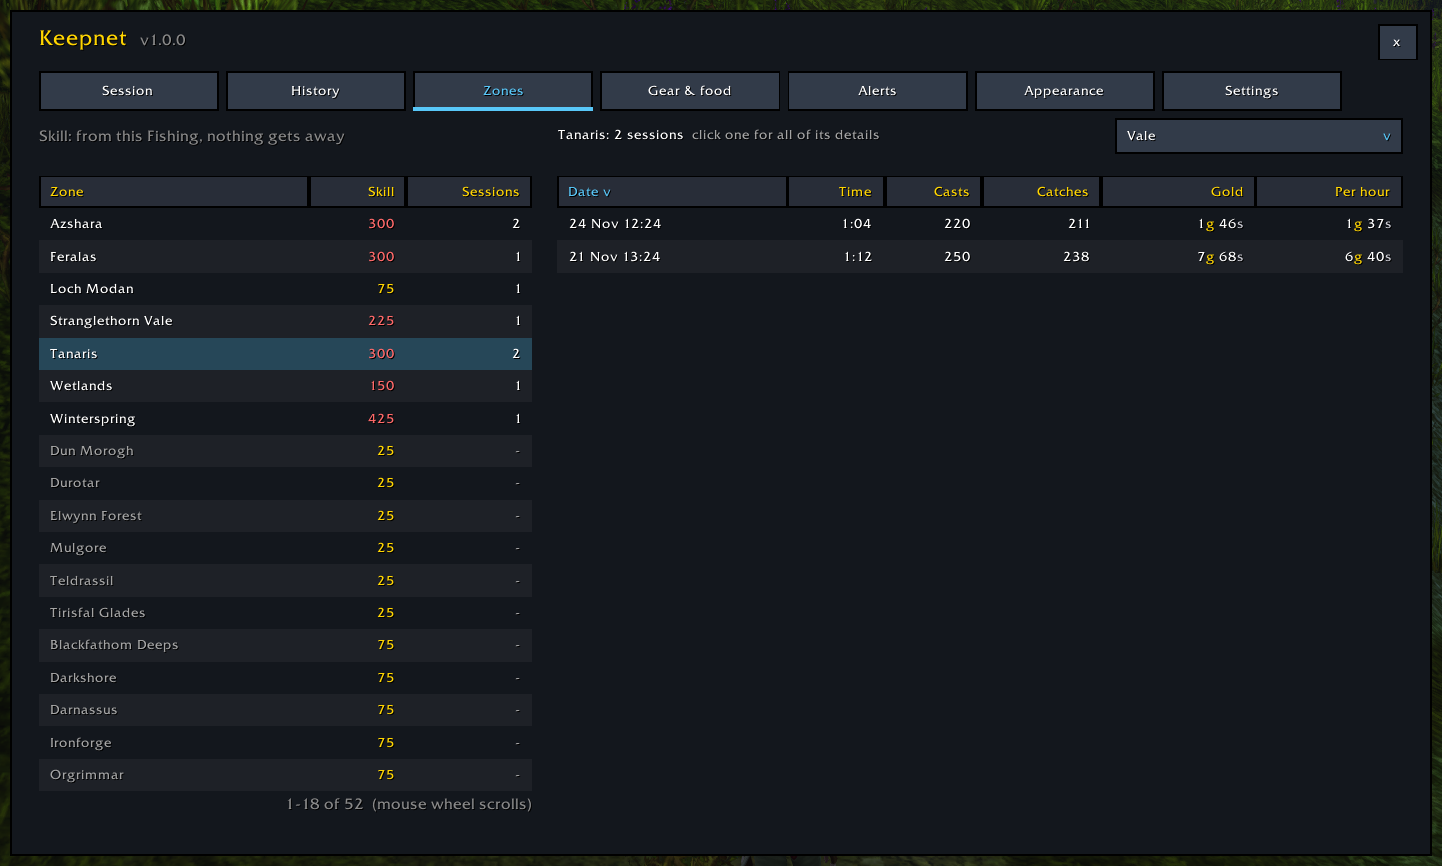 Keepnet v1.0.0
x
Session History Zones Gear & food Alerts Appearance Settings
Skill: from this Fishing, nothing gets away
Tanaris: 2 sessions click one for all of its details
Vale v
Zone Skill Sessions
Azshara 300 2
Feralas 300 1
Loch Modan 75 1
Stranglethorn Vale 225 1
Tanaris 300 2
Wetlands 150 1
Winterspring 425 1
Dun Morogh 25 -
Durotar 25 -
Elwynn Forest 25 -
Mulgore 25 -
Teldrassil 25 -
Tirisfal Glades 25 -
Blackfathom Deeps 75 -
Darkshore 75 -
Darnassus 75 -
Ironforge 75 -
Orgrimmar 75 -
1-18 of 52 (mouse wheel scrolls)
Date v Time Casts Catches Gold Per hour
24 Nov 12:24 1:04 220 211 1g 46s 1g 37s
21 Nov 13:24 1:12 250 238 7g 68s 6g 40s